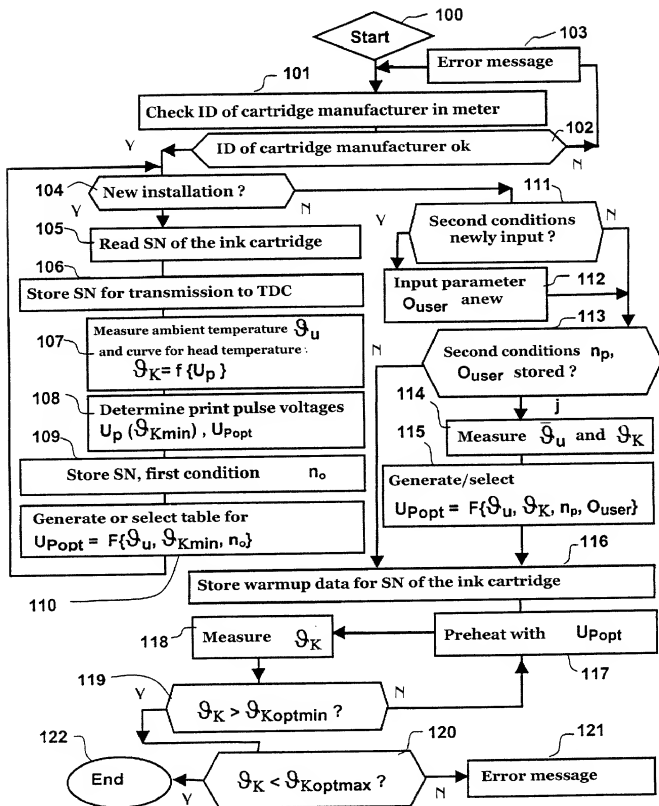 100
Start
103
Error message
101
Check ID of cartridge manufacturer in meter
102
ID of cartridge manufacturer ok
Y
N
104
New installation ?
Y
N
105
Read SN of the ink cartridge
106
Store SN for transmission to TDC
107
Measure ambient temperature ϑu
and curve for head temperature
ϑK = f {Up}
108
Determine print pulse voltages
Up (ϑKmin) , UPopt
109
Store SN, first condition no
Generate or select table for
UPopt = F{ϑu, ϑKmin, no}
110
111
Second conditions
newly input ?
Y
N
Input parameter
Ouser anew
112
113
Second conditions np,
Ouser stored ?
N
j
114
Measure ϑu and ϑK
115
Generate/select
UPopt = F{ϑu, ϑK, np, Ouser}
116
Store warmup data for SN of the ink cartridge
118
Measure ϑK
Preheat with UPopt
117
119
ϑK > ϑKoptmin ?
Y
N
122
End
120
ϑK < ϑKoptmax ?
Y
N
121
Error message